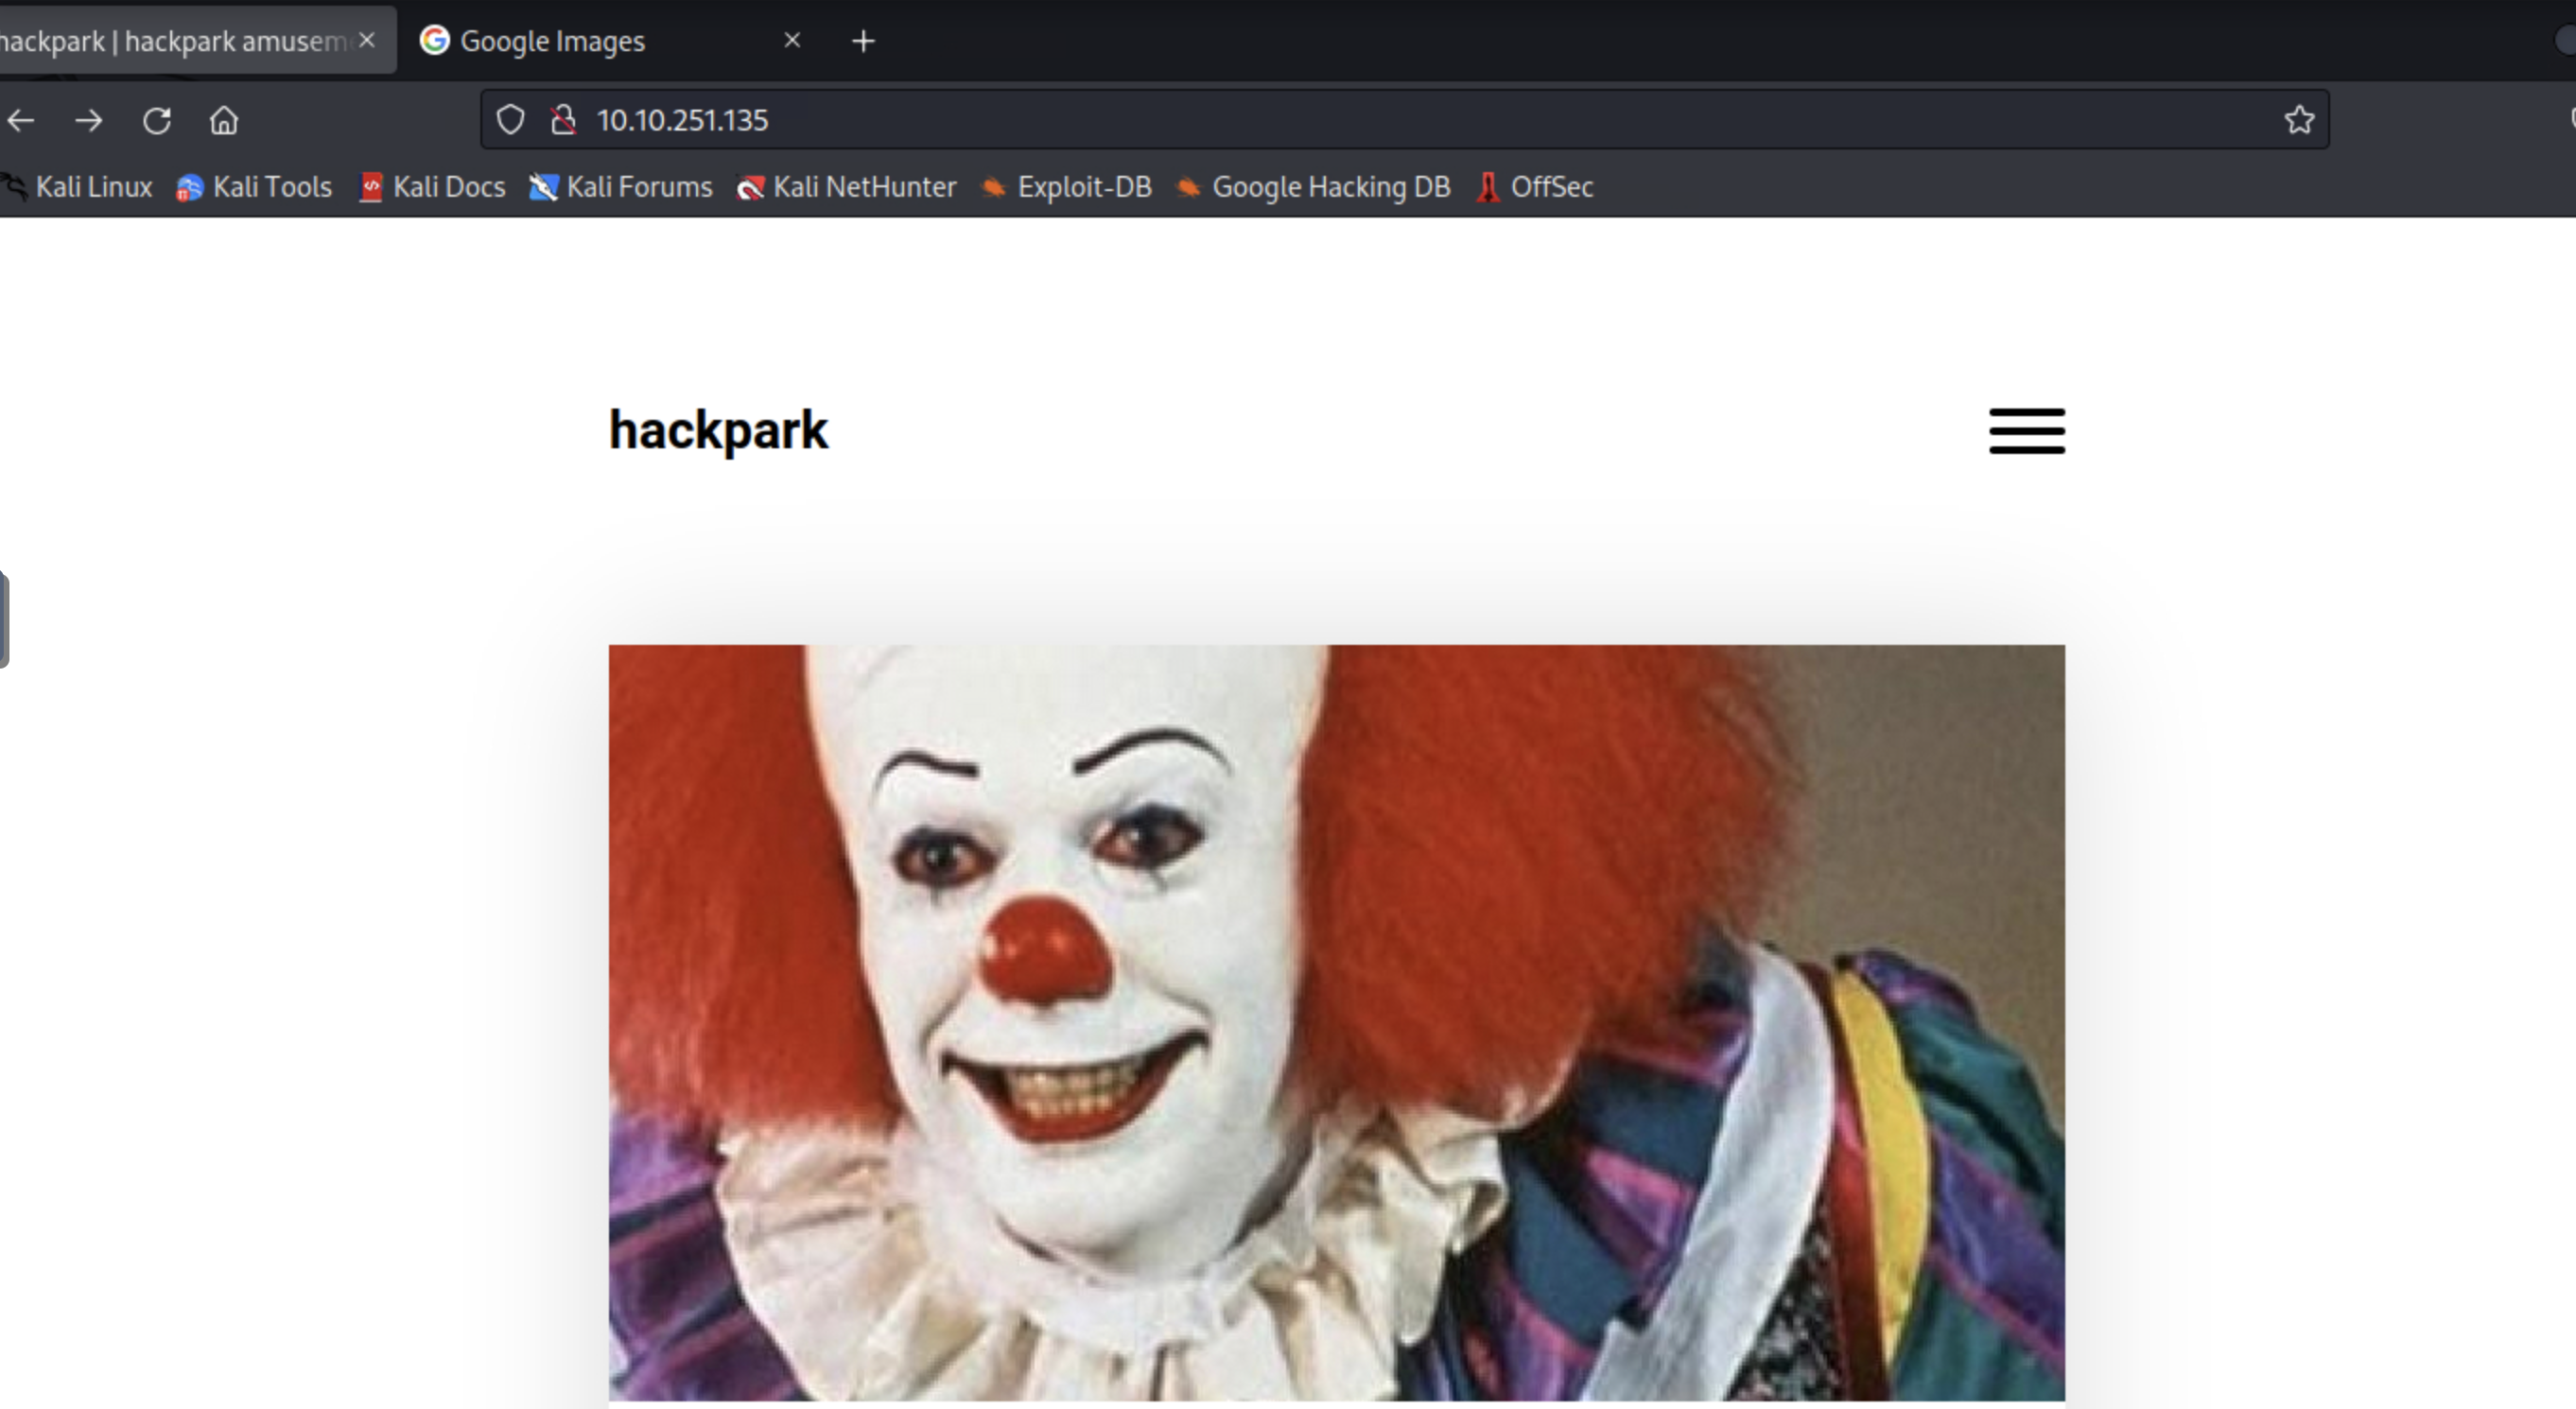 hackpark | hackpark amusem
Google Images
10.10.251.135
Kali Linux
Kali Tools
Kali Docs
Kali Forums
Kali NetHunter
Exploit-DB
Google Hacking DB
OffSec
hackpark